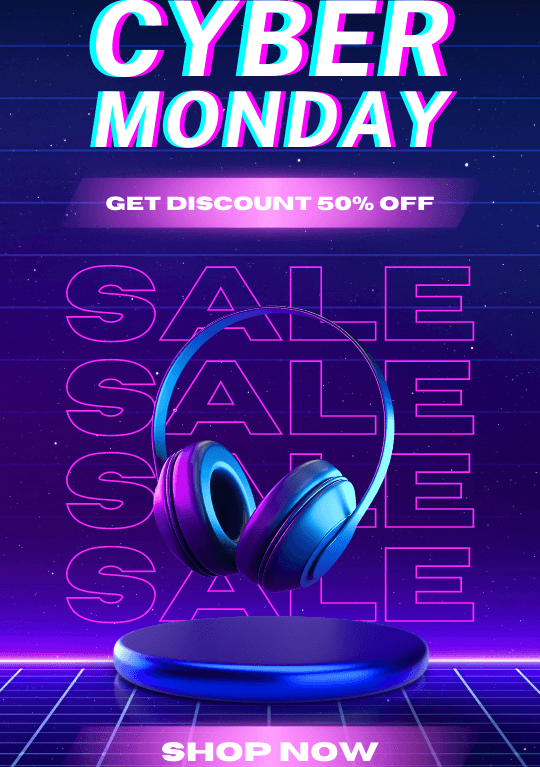 CYBER
MONDAY
GET DISCOUNT 50% OFF
SALE
SALE
SALE
SALE
SHOP NOW